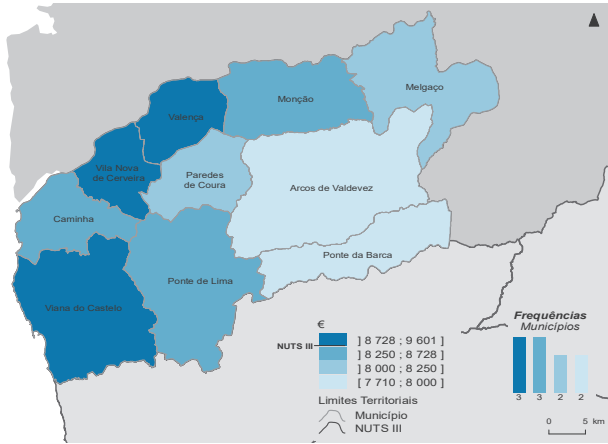 Melgaço
Monção
Valença
Vila Nova
de Cerveira
Paredes
de Coura
Arcos de Valdevez
Caminha
Ponte da Barca
Ponte de Lima
Viana do Castelo
€
NUTS III
] 8 728 ; 9 601 ]
] 8 250 ; 8 728 ]
] 8 000 ; 8 250 ]
[ 7 710 ; 8 000 ]
Limites Territoriais
Município
NUTS III
Frequências
Municípios
3 3 2 2
0 5 km